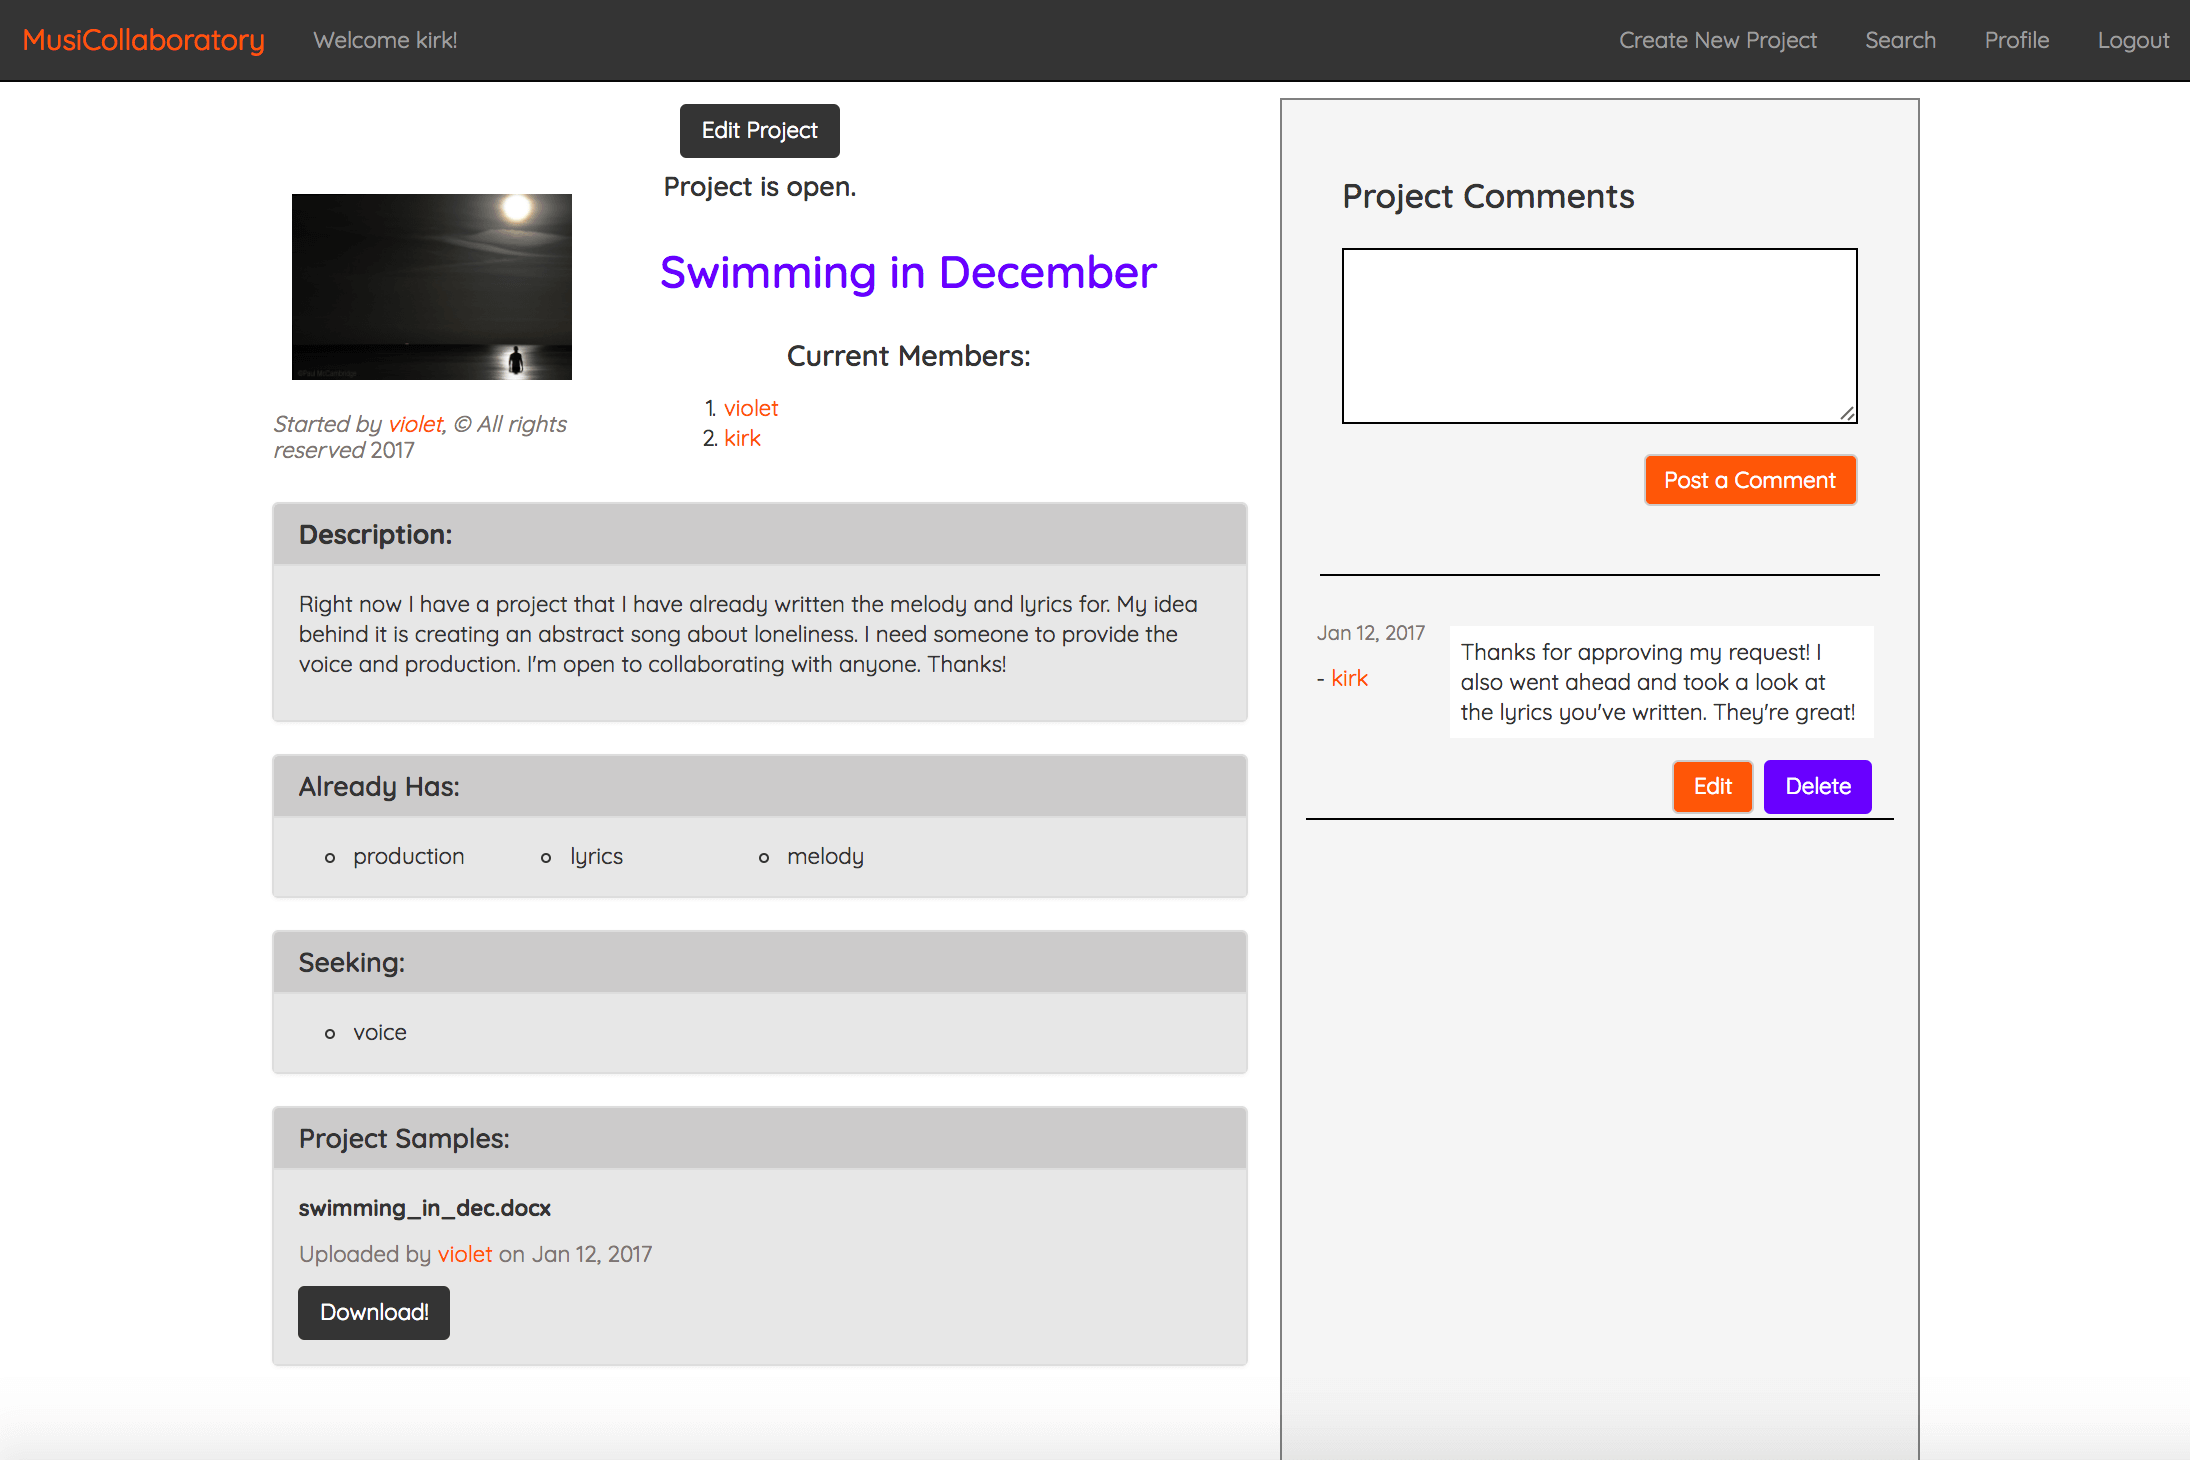 MusiCollaboratory Welcome kirk! Create New Project Search Profile Logout
Edit Project
Project is open.
Swimming in December
Current Members:
1. violet
2. kirk
Started by violet, © All rights
reserved 2017
Description:
Right now I have a project that I have already written the melody and lyrics for. My idea
behind it is creating an abstract song about loneliness. I need someone to provide the
voice and production. I'm open to collaborating with anyone. Thanks!
Already Has:
production lyrics melody
Seeking:
voice
Project Samples:
swimming_in_dec.docx
Uploaded by violet on Jan 12, 2017
Download!
Project Comments
Post a Comment
Jan 12, 2017
- kirk
Thanks for approving my request! I
also went ahead and took a look at
the lyrics you've written. They're great!
Edit Delete